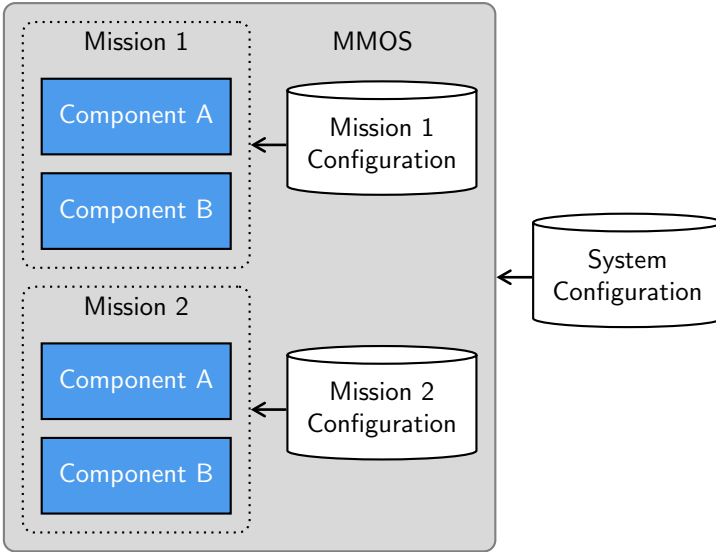 Mission 1
MMOS
Component A
Mission 1
Configuration
Component B
System
Configuration
Mission 2
Component A
Mission 2
Configuration
Component B